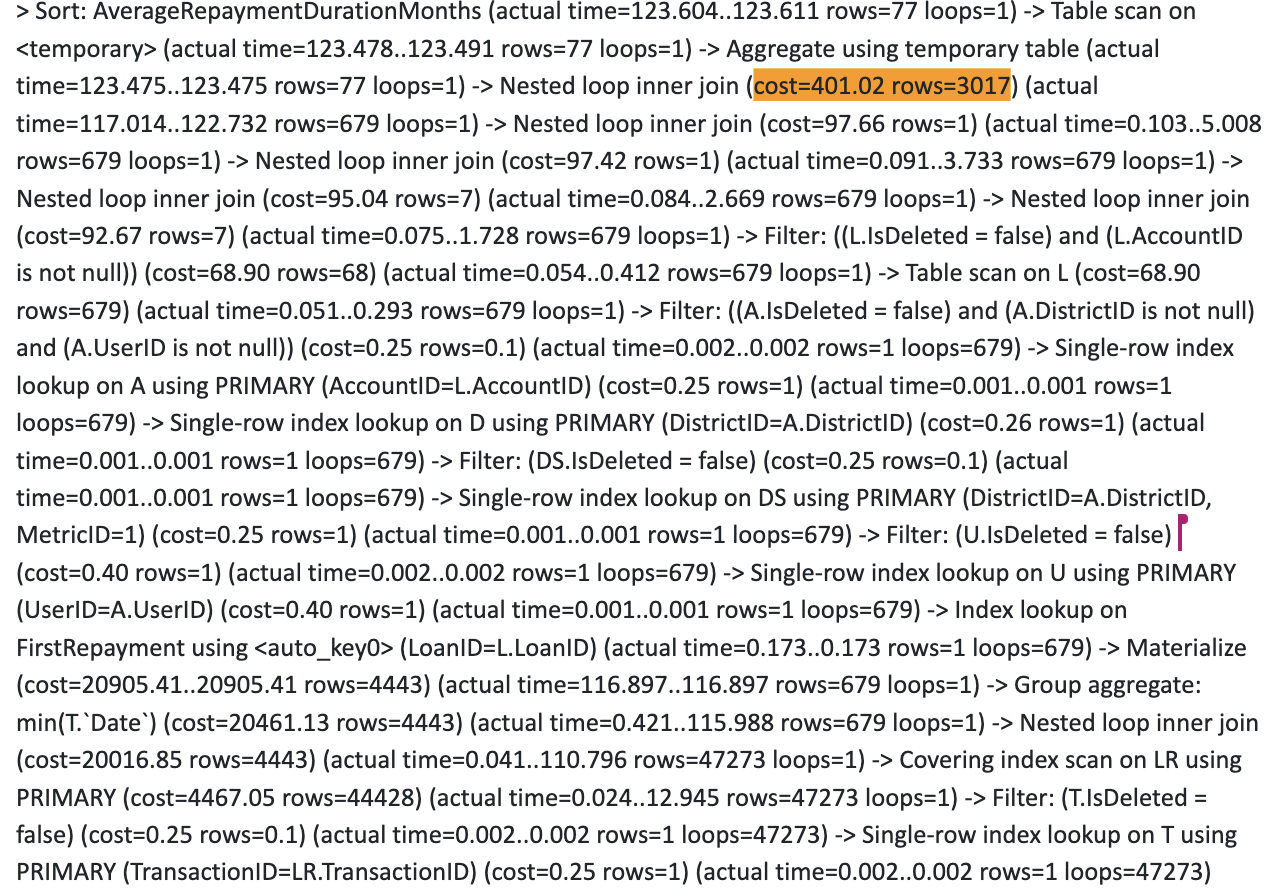 > Sort: AverageRepaymentDurationMonths (actual time=123.604..123.611 rows=77 loops=1) -> Table scan on
<temporary> (actual time=123.478..123.491 rows=77 loops=1) -> Aggregate using temporary table (actual
time=123.475..123.475 rows=77 loops=1) -> Nested loop inner join (cost=401.02 rows=3017) (actual
time=117.014..122.732 rows=679 loops=1) -> Nested loop inner join (cost=97.66 rows=1) (actual time=0.103..5.008
rows=679 loops=1) -> Nested loop inner join (cost=97.42 rows=1) (actual time=0.091..3.733 rows=679 loops=1) ->
Nested loop inner join (cost=95.04 rows=7) (actual time=0.084..2.669 rows=679 loops=1) -> Nested loop inner join
(cost=92.67 rows=7) (actual time=0.075..1.728 rows=679 loops=1) -> Filter: ((L.IsDeleted = false) and (L.AccountID
is not null)) (cost=68.90 rows=68) (actual time=0.054..0.412 rows=679 loops=1) -> Table scan on L (cost=68.90
rows=679) (actual time=0.051..0.293 rows=679 loops=1) -> Filter: ((A.IsDeleted = false) and (A.DistrictID is not null)
and (A.UserID is not null)) (cost=0.25 rows=0.1) (actual time=0.002..0.002 rows=1 loops=679) -> Single-row index
lookup on A using PRIMARY (AccountID=L.AccountID) (cost=0.25 rows=1) (actual time=0.001..0.001 rows=1
loops=679) -> Single-row index lookup on D using PRIMARY (DistrictID=A.DistrictID) (cost=0.26 rows=1) (actual
time=0.001..0.001 rows=1 loops=679) -> Filter: (DS.IsDeleted = false) (cost=0.25 rows=0.1) (actual
time=0.001..0.001 rows=1 loops=679) -> Single-row index lookup on DS using PRIMARY (DistrictID=A.DistrictID,
MetricID=1) (cost=0.25 rows=1) (actual time=0.001..0.001 rows=1 loops=679) -> Filter: (U.IsDeleted = false)
(cost=0.40 rows=1) (actual time=0.002..0.002 rows=1 loops=679) -> Single-row index lookup on U using PRIMARY
(UserID=A.UserID) (cost=0.40 rows=1) (actual time=0.001..0.001 rows=1 loops=679) -> Index lookup on
FirstRepayment using <auto_key0> (LoanID=L.LoanID) (actual time=0.173..0.173 rows=1 loops=679) -> Materialize
(cost=20905.41..20905.41 rows=4443) (actual time=116.897..116.897 rows=679 loops=1) -> Group aggregate:
min(T.`Date`) (cost=20461.13 rows=4443) (actual time=0.421..115.988 rows=679 loops=1) -> Nested loop inner join
(cost=20016.85 rows=4443) (actual time=0.041..110.796 rows=47273 loops=1) -> Covering index scan on LR using
PRIMARY (cost=4467.05 rows=44428) (actual time=0.024..12.945 rows=47273 loops=1) -> Filter: (T.IsDeleted =
false) (cost=0.25 rows=0.1) (actual time=0.002..0.002 rows=1 loops=47273) -> Single-row index lookup on T using
PRIMARY (TransactionID=LR.TransactionID) (cost=0.25 rows=1) (actual time=0.002..0.002 rows=1 loops=47273)